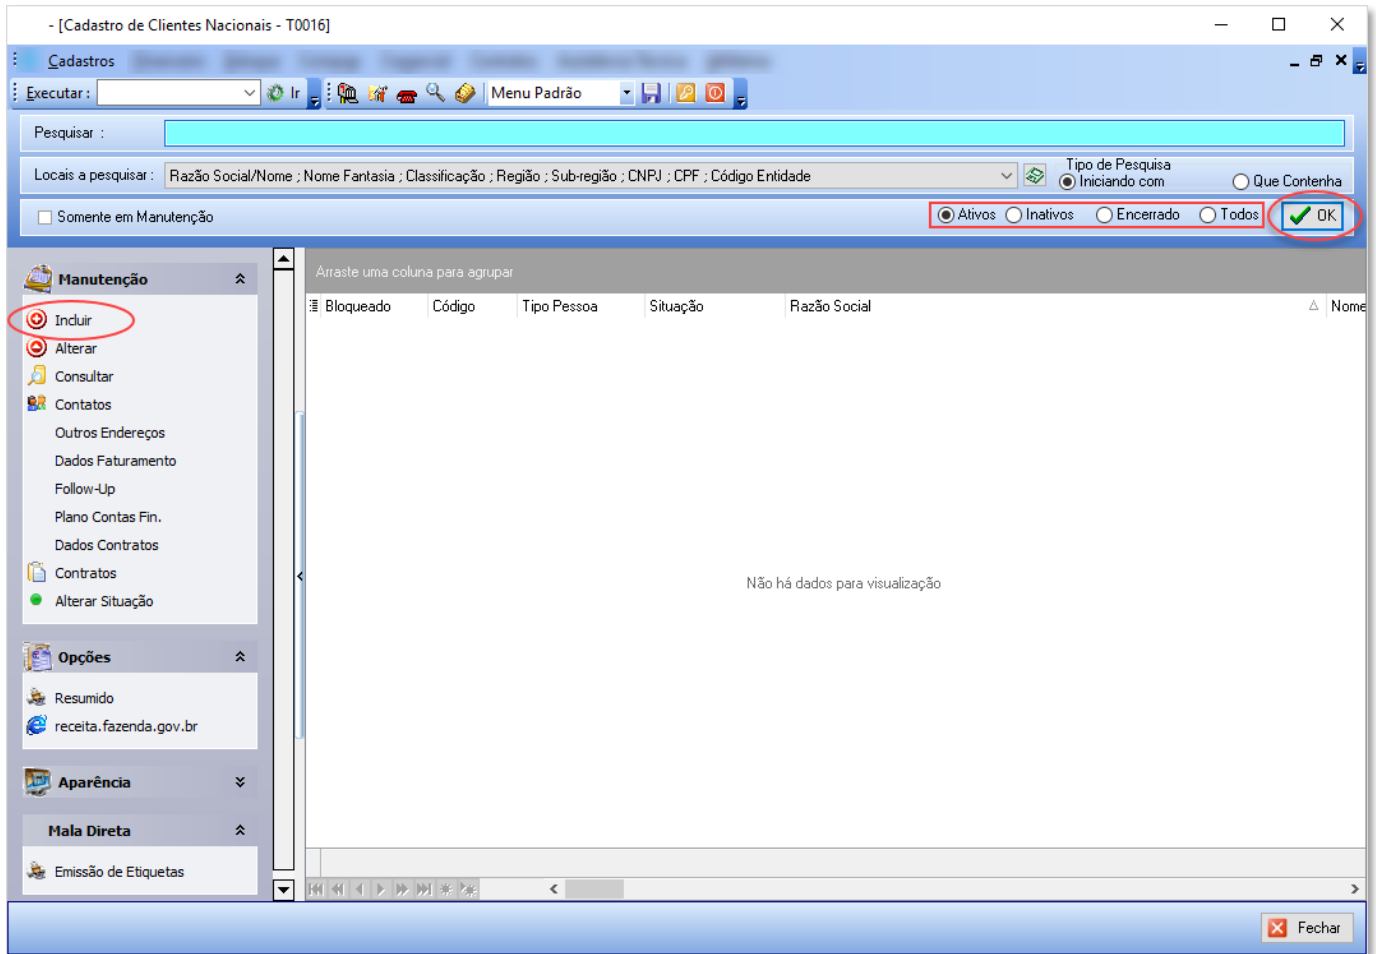 - [Cadastro de Clientes Nacionais - T0016]
Cadastros
Executar: Ir Menu Padrão
Pesquisar :
Locais a pesquisar: Razão Social/Nome ; Nome Fantasia ; Classificação ; Região ; Sub-região ; CNPJ ; CPF ; Código Entidade
Tipo de Pesquisa
Iniciando com Que Contenha
Somente em Manutenção Ativos Inativos Encerrado Todos OK
Manutenção
Incluir
Alterar
Consultar
Contatos
Outros Endereços
Dados Faturamento
Follow-Up
Plano Contas Fin.
Dados Contratos
Contratos
Alterar Situação
Opções
Resumido
receita.fazenda.gov.br
Aparência
Mala Direta
Emissão de Etiquetas
Arraste uma coluna para agrupar
Bloqueado Código Tipo Pessoa Situação Razão Social Nome
Não há dados para visualização
Fechar